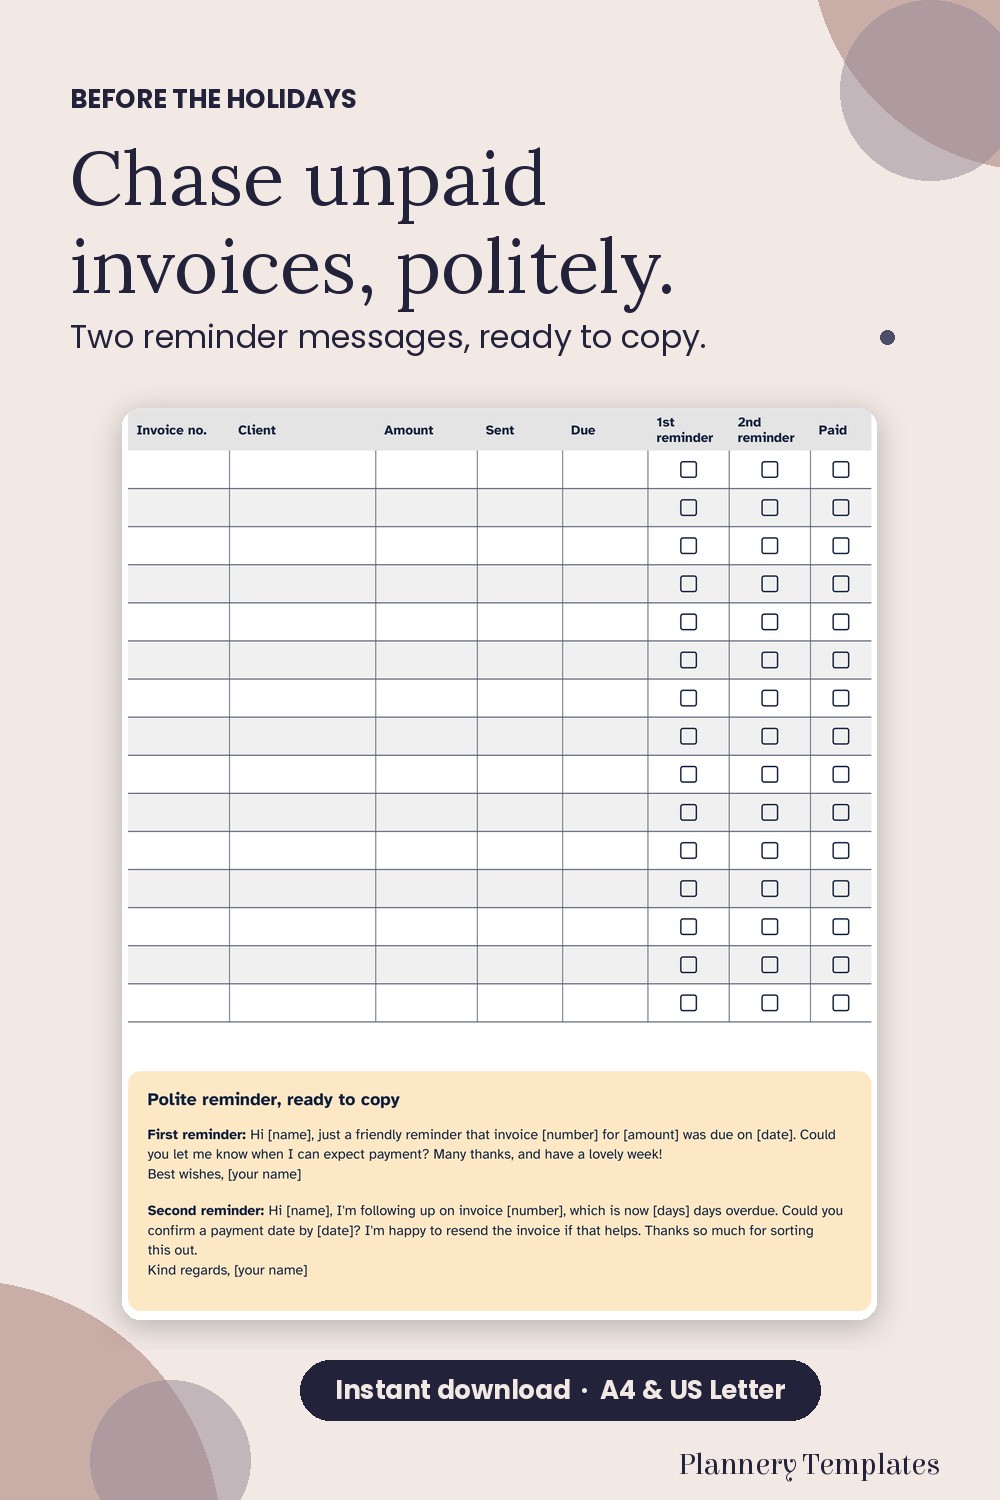 BEFORE THE HOLIDAYS
Chase unpaid
invoices, politely.
Two reminder messages, ready to copy.
Invoice no. Client Amount Sent Due 1st reminder 2nd reminder Paid
Polite reminder, ready to copy
First reminder: Hi [name], just a friendly reminder that invoice [number] for [amount] was due on [date]. Could
you let me know when I can expect payment? Many thanks, and have a lovely week!
Best wishes, [your name]
Second reminder: Hi [name], I'm following up on invoice [number], which is now [days] days overdue. Could you
confirm a payment date by [date]? I'm happy to resend the invoice if that helps. Thanks so much for sorting
this out.
Kind regards, [your name]
Instant download · A4 & US Letter
Plannery Templates